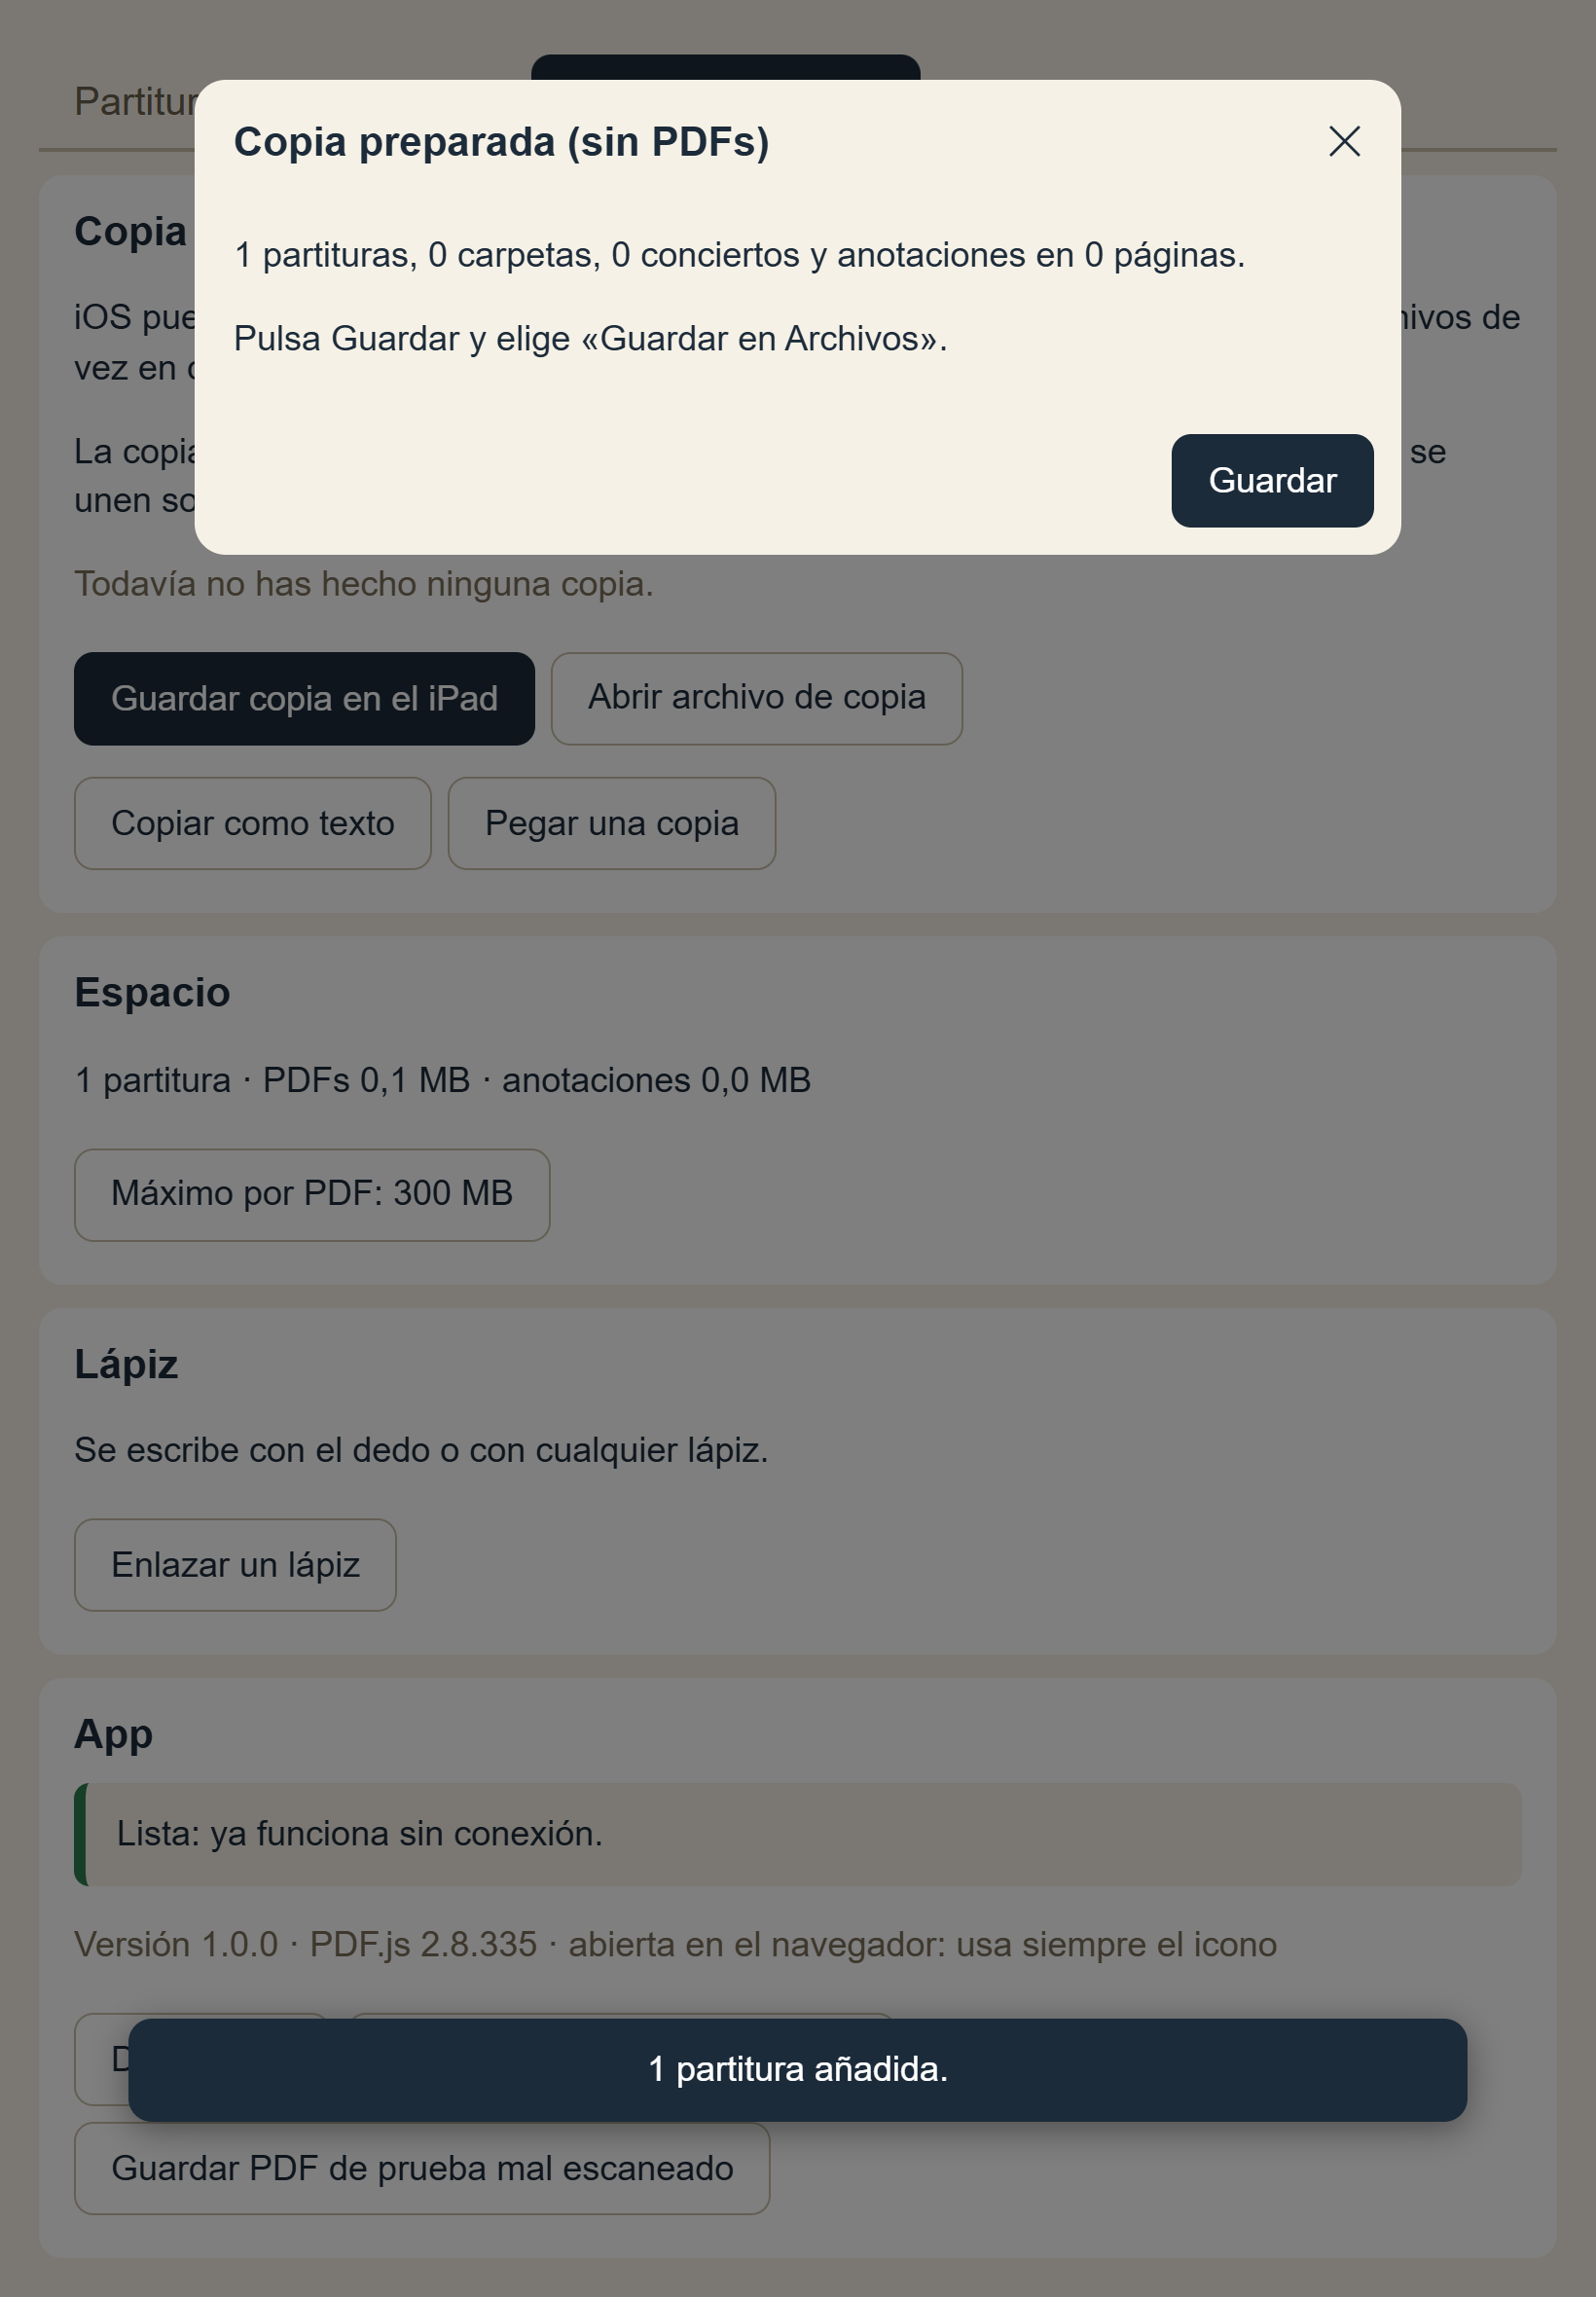 Partitur
Copia preparada (sin PDFs)
1 partituras, 0 carpetas, 0 conciertos y anotaciones en 0 páginas.
Pulsa Guardar y elige «Guardar en Archivos».
Guardar
Copia
iOS pue
de
vez en
La copia
se
unen so
Todavía no has hecho ninguna copia.
Guardar copia en el iPad
Abrir archivo de copia
Copiar como texto
Pegar una copia
Espacio
1 partitura · PDFs 0,1 MB · anotaciones 0,0 MB
Máximo por PDF: 300 MB
Lápiz
Se escribe con el dedo o con cualquier lápiz.
Enlazar un lápiz
App
Lista: ya funciona sin conexión.
Versión 1.0.0 · PDF.js 2.8.335 · abierta en el navegador: usa siempre el icono
1 partitura añadida.
Guardar PDF de prueba mal escaneado